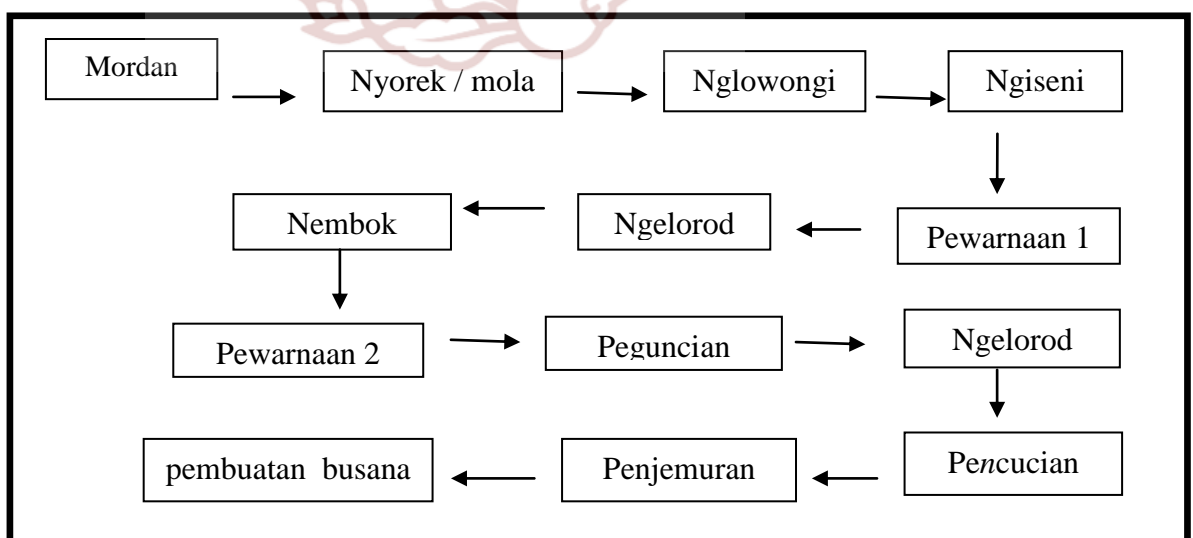 Mordan
Nyorek / mola
Nglowongi
Ngiseni
Pewarnaan 1
Ngelorod
Nembok
Pewarnaan 2
Peguncian
Ngelorod
Pencucian
Penjemuran
pembuatan busana